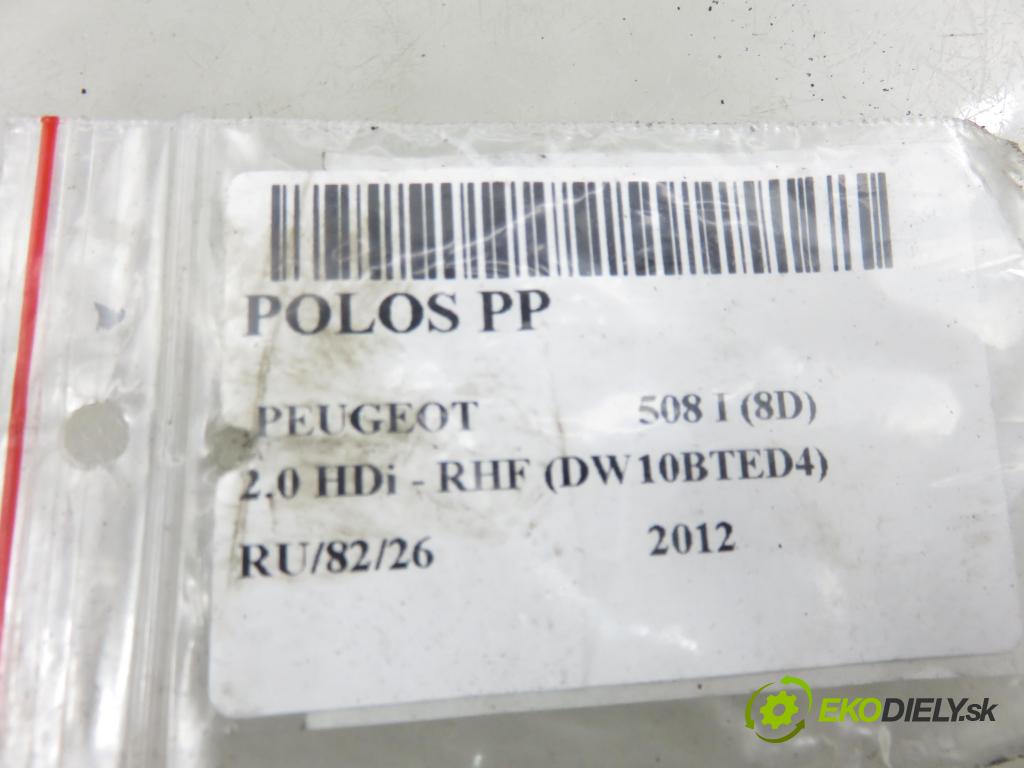 POLOS PP
PEUGEOT 508 I (8D)
2.0 HDi - RHF (DW10BTED4)
RU/82/26 2012
EKODIELY.sk